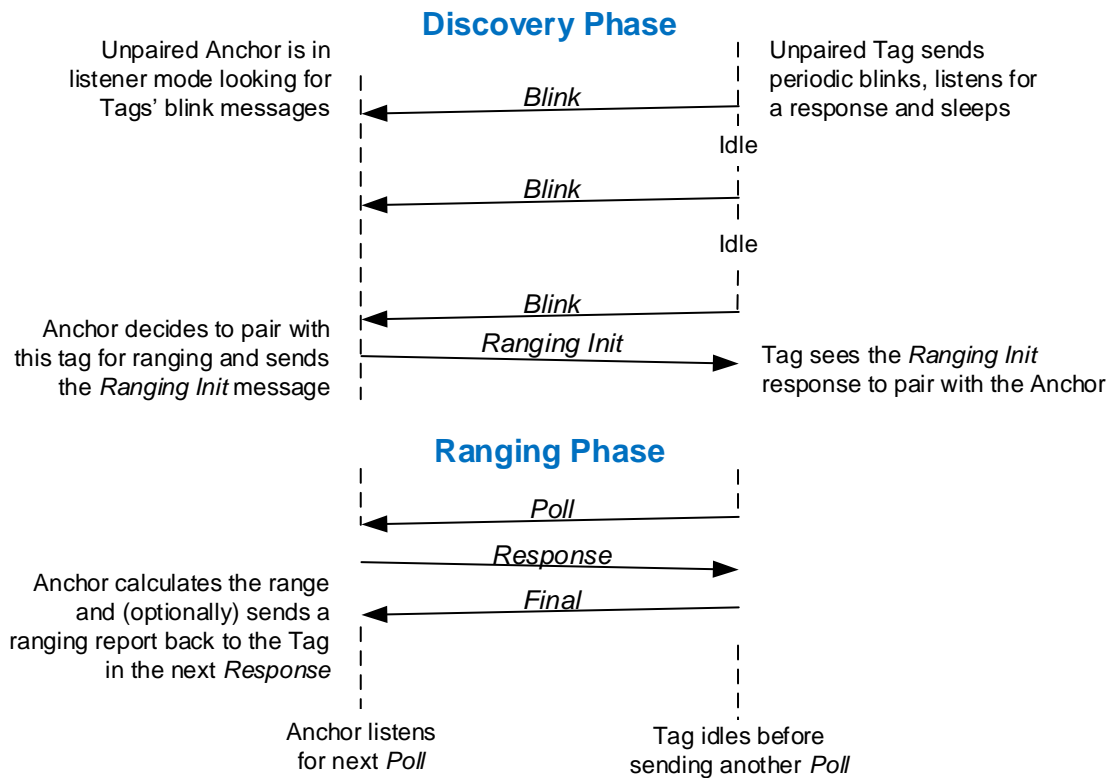 Discovery Phase
Unpaired Anchor is in
listener mode looking for
Tags’ blink messages
Unpaired Tag sends
periodic blinks, listens for
a response and sleeps
Blink
Idle
Blink
Idle
Blink
Anchor decides to pair with
this tag for ranging and sends
the Ranging Init message
Ranging Init
Tag sees the Ranging Init
response to pair with the Anchor
Ranging Phase
Poll
Response
Anchor calculates the range
and (optionally) sends a
ranging report back to the Tag
in the next Response
Final
Anchor listens
for next Poll
Tag idles before
sending another Poll